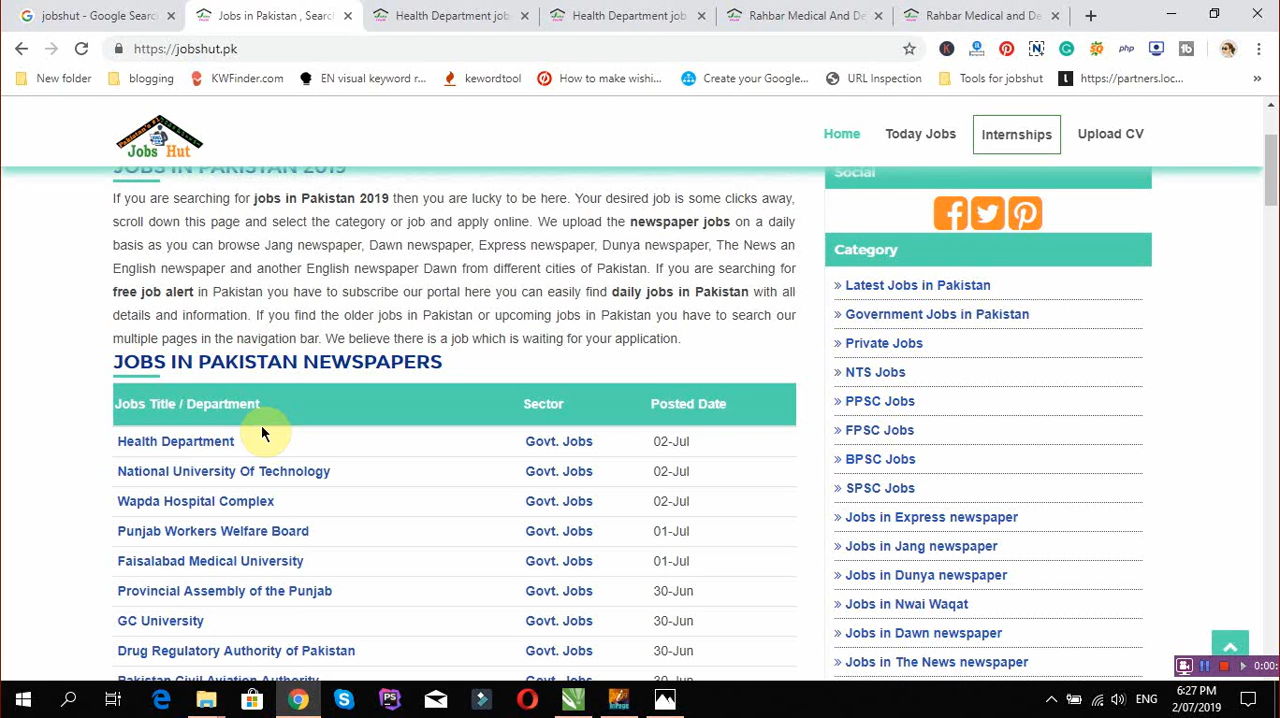 jobshut - Google Searc
Jobs in Pakistan , Searc
Health Department jobs
Health Department job
Rahbar Medical And De
Rahbar Medical and De
https://jobshut.pk
New folder
blogging
KWFinder.com
EN visual keyword r...
kewordtool
How to make wishi...
Create your Google...
URL Inspection
Tools for jobshut
https://partners.loc...
Jobs Hut
Home
Today Jobs
Internships
Upload CV
JOBS IN PAKISTAN 2019
If you are searching for jobs in Pakistan 2019 then you are lucky to be here. Your desired job is some clicks away,
scroll down this page and select the category or job and apply online. We upload the newspaper jobs on a daily
basis as you can browse Jang newspaper, Dawn newspaper, Express newspaper, Dunya newspaper, The News an
English newspaper and another English newspaper Dawn from different cities of Pakistan. If you are searching for
free job alert in Pakistan you have to subscribe our portal here you can easily find daily jobs in Pakistan with all
details and information. If you find the older jobs in Pakistan or upcoming jobs in Pakistan you have to search our
multiple pages in the navigation bar. We believe there is a job which is waiting for your application.
JOBS IN PAKISTAN NEWSPAPERS
Jobs Title / Department Sector Posted Date
Health Department Govt. Jobs 02-Jul
National University Of Technology Govt. Jobs 02-Jul
Wapda Hospital Complex Govt. Jobs 02-Jul
Punjab Workers Welfare Board Govt. Jobs 01-Jul
Faisalabad Medical University Govt. Jobs 01-Jul
Provincial Assembly of the Punjab Govt. Jobs 30-Jun
GC University Govt. Jobs 30-Jun
Drug Regulatory Authority of Pakistan Govt. Jobs 30-Jun
Pakistan Civil Aviation Authority
Social
Category
» Latest Jobs in Pakistan
» Government Jobs in Pakistan
» Private Jobs
» NTS Jobs
» PPSC Jobs
» FPSC Jobs
» BPSC Jobs
» SPSC Jobs
» Jobs in Express newspaper
» Jobs in Jang newspaper
» Jobs in Dunya newspaper
» Jobs in Nwai Waqat
» Jobs in Dawn newspaper
» Jobs in The News newspaper
0:00:
ENG
6:27 PM
2/07/2019